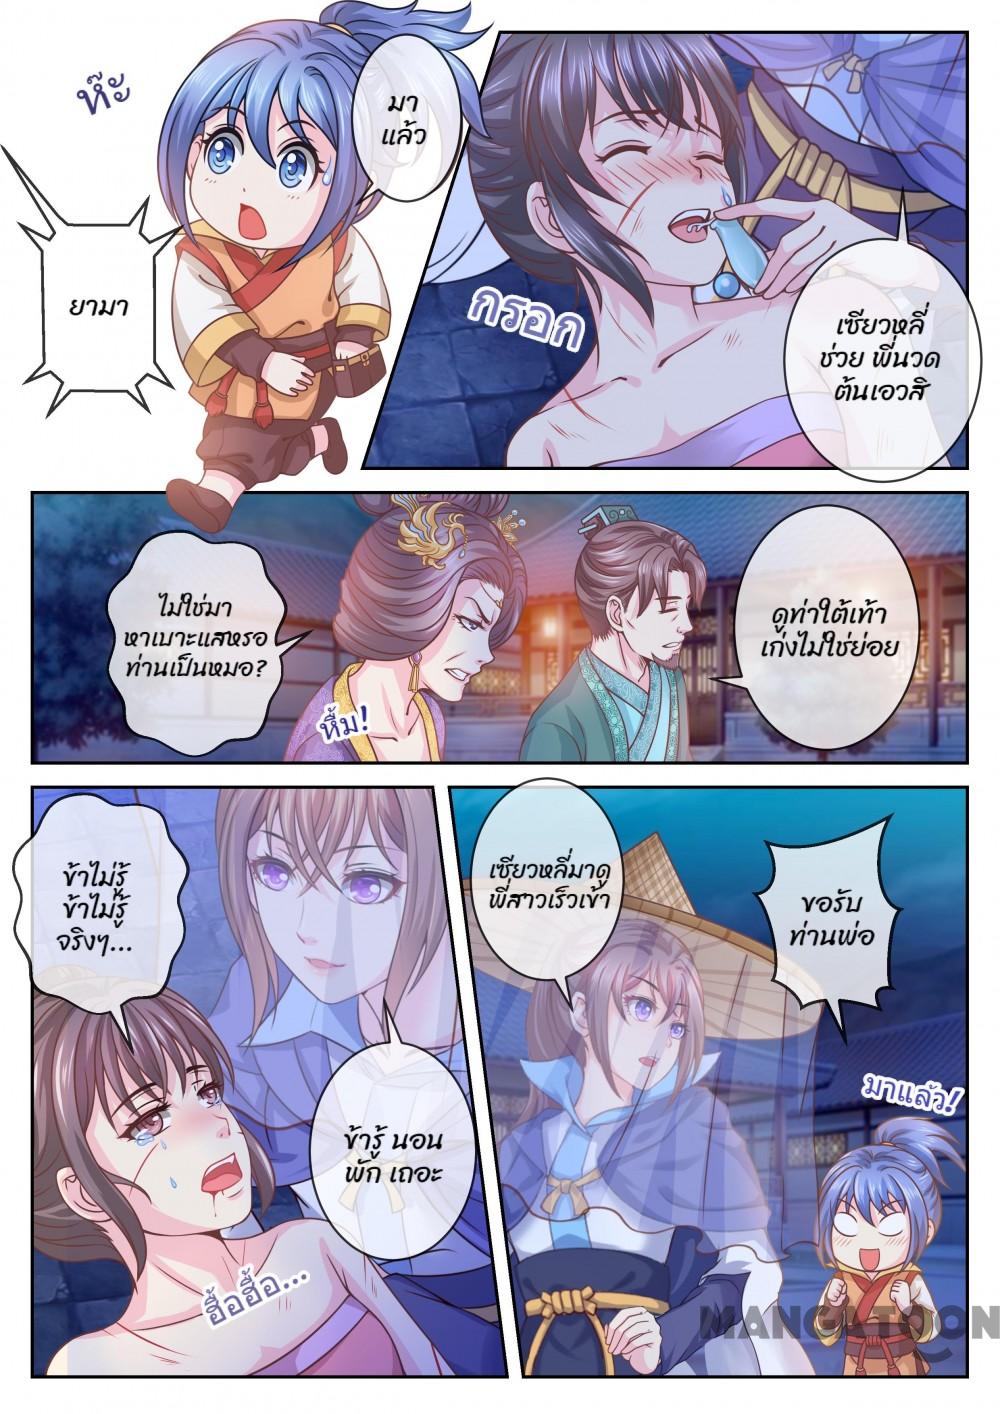 ห๊ะ
มา
แล้ว
ยามา
กรอก
เซียวหลี่
ช่วย พี่นวด
ต้นเอวสิ
ไม่ใช่มา
หาเบาะแสหรอ
ท่านเป็นหมอ?
หึ้ม!
ดูท่าใต้เท้า
เก่งไม่ใช่ย่อย
ข้าไม่รู้
ข้าไม่รู้
จริงๆ...
ข้ารู้ นอน
พัก เถอะ
ฮื้อฮื้อ...
เซียวหลี่มาดู
พี่สาวเร็วเข้า
ขอรับ
ท่านพ่อ
มาแล้ว!
MANGATOON